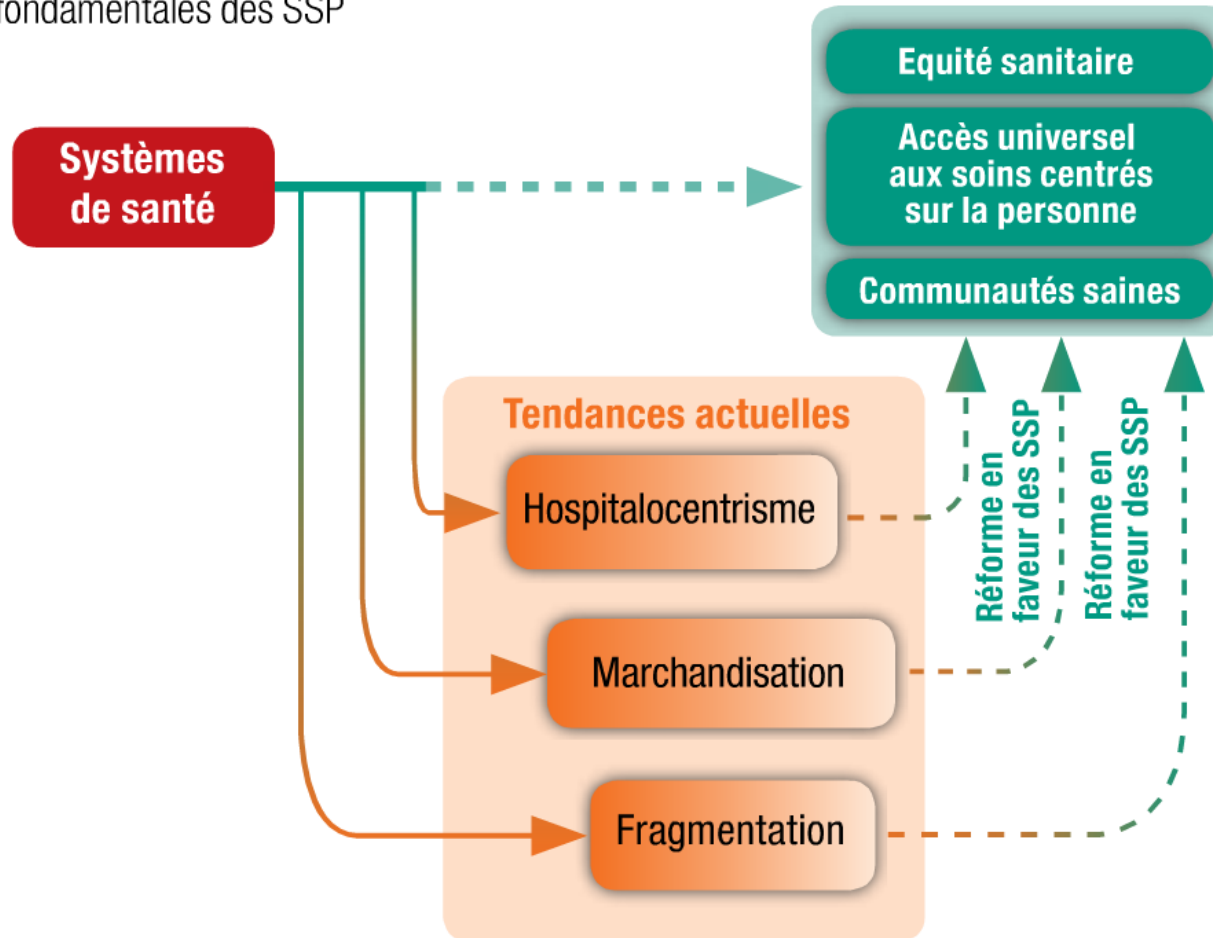 fondamentales des SSP
Systèmes
de santé
Equité sanitaire
Accès universel
aux soins centrés
sur la personne
Communautés saines
Tendances actuelles
Hospitalocentrisme
Marchandisation
Fragmentation
Réforme en
faveur des SSP
Réforme en
faveur des SSP